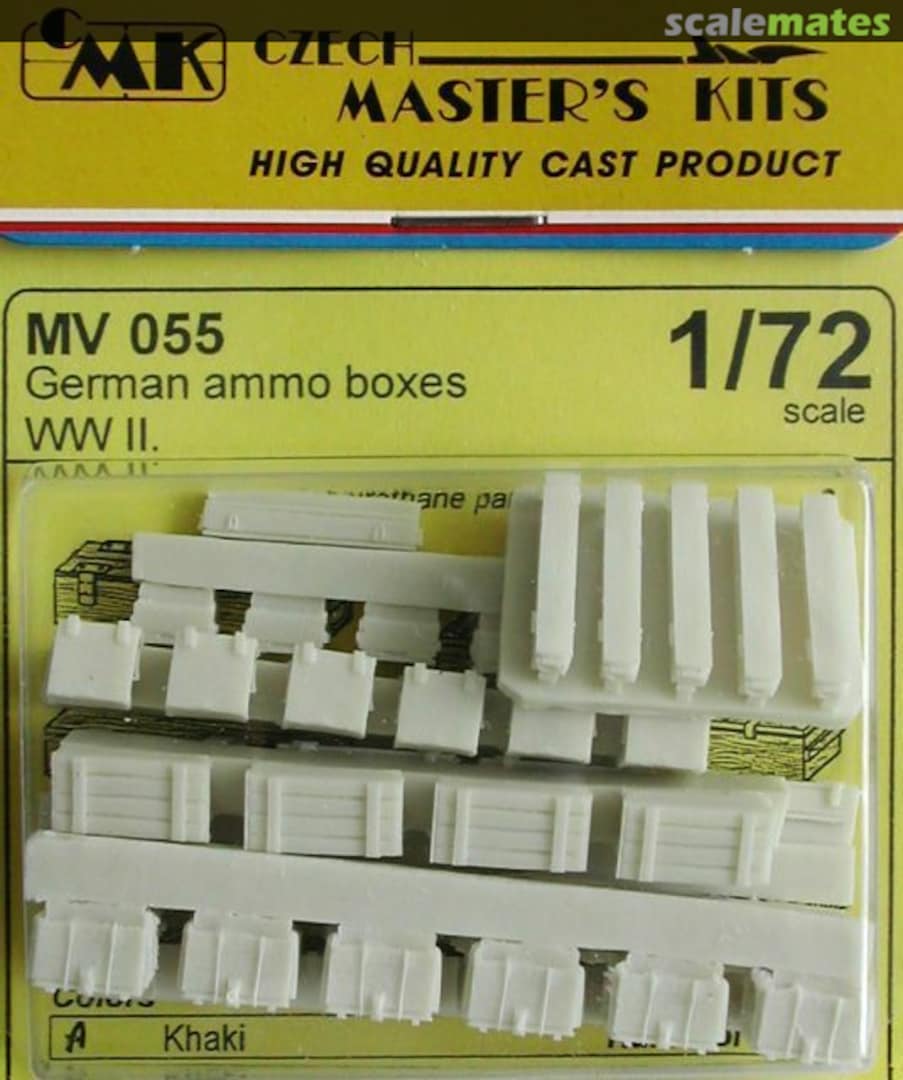 scalemates
CMK CZECH
MASTER'S KITS
HIGH QUALITY CAST PRODUCT
MV 055
1/72
German ammo boxes
scale
WW II.
A Khaki